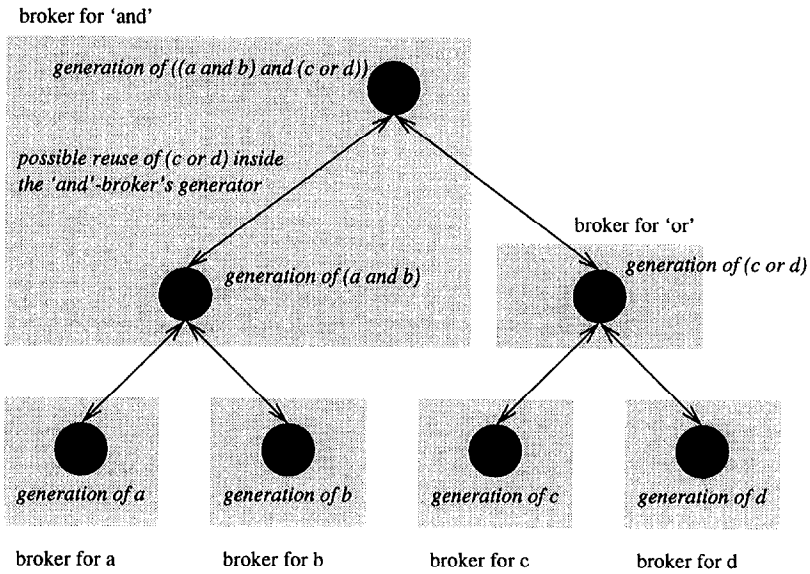 broker for ‘and’
generation of ((a and b) and (c or d))
possible reuse of (c or d) inside
the ‘and’-broker's generator
broker for ‘or’
generation of (a and b)
generation of (c or d)
generation of a
generation of b
generation of c
generation of d
broker for a
broker for b
broker for c
broker for d